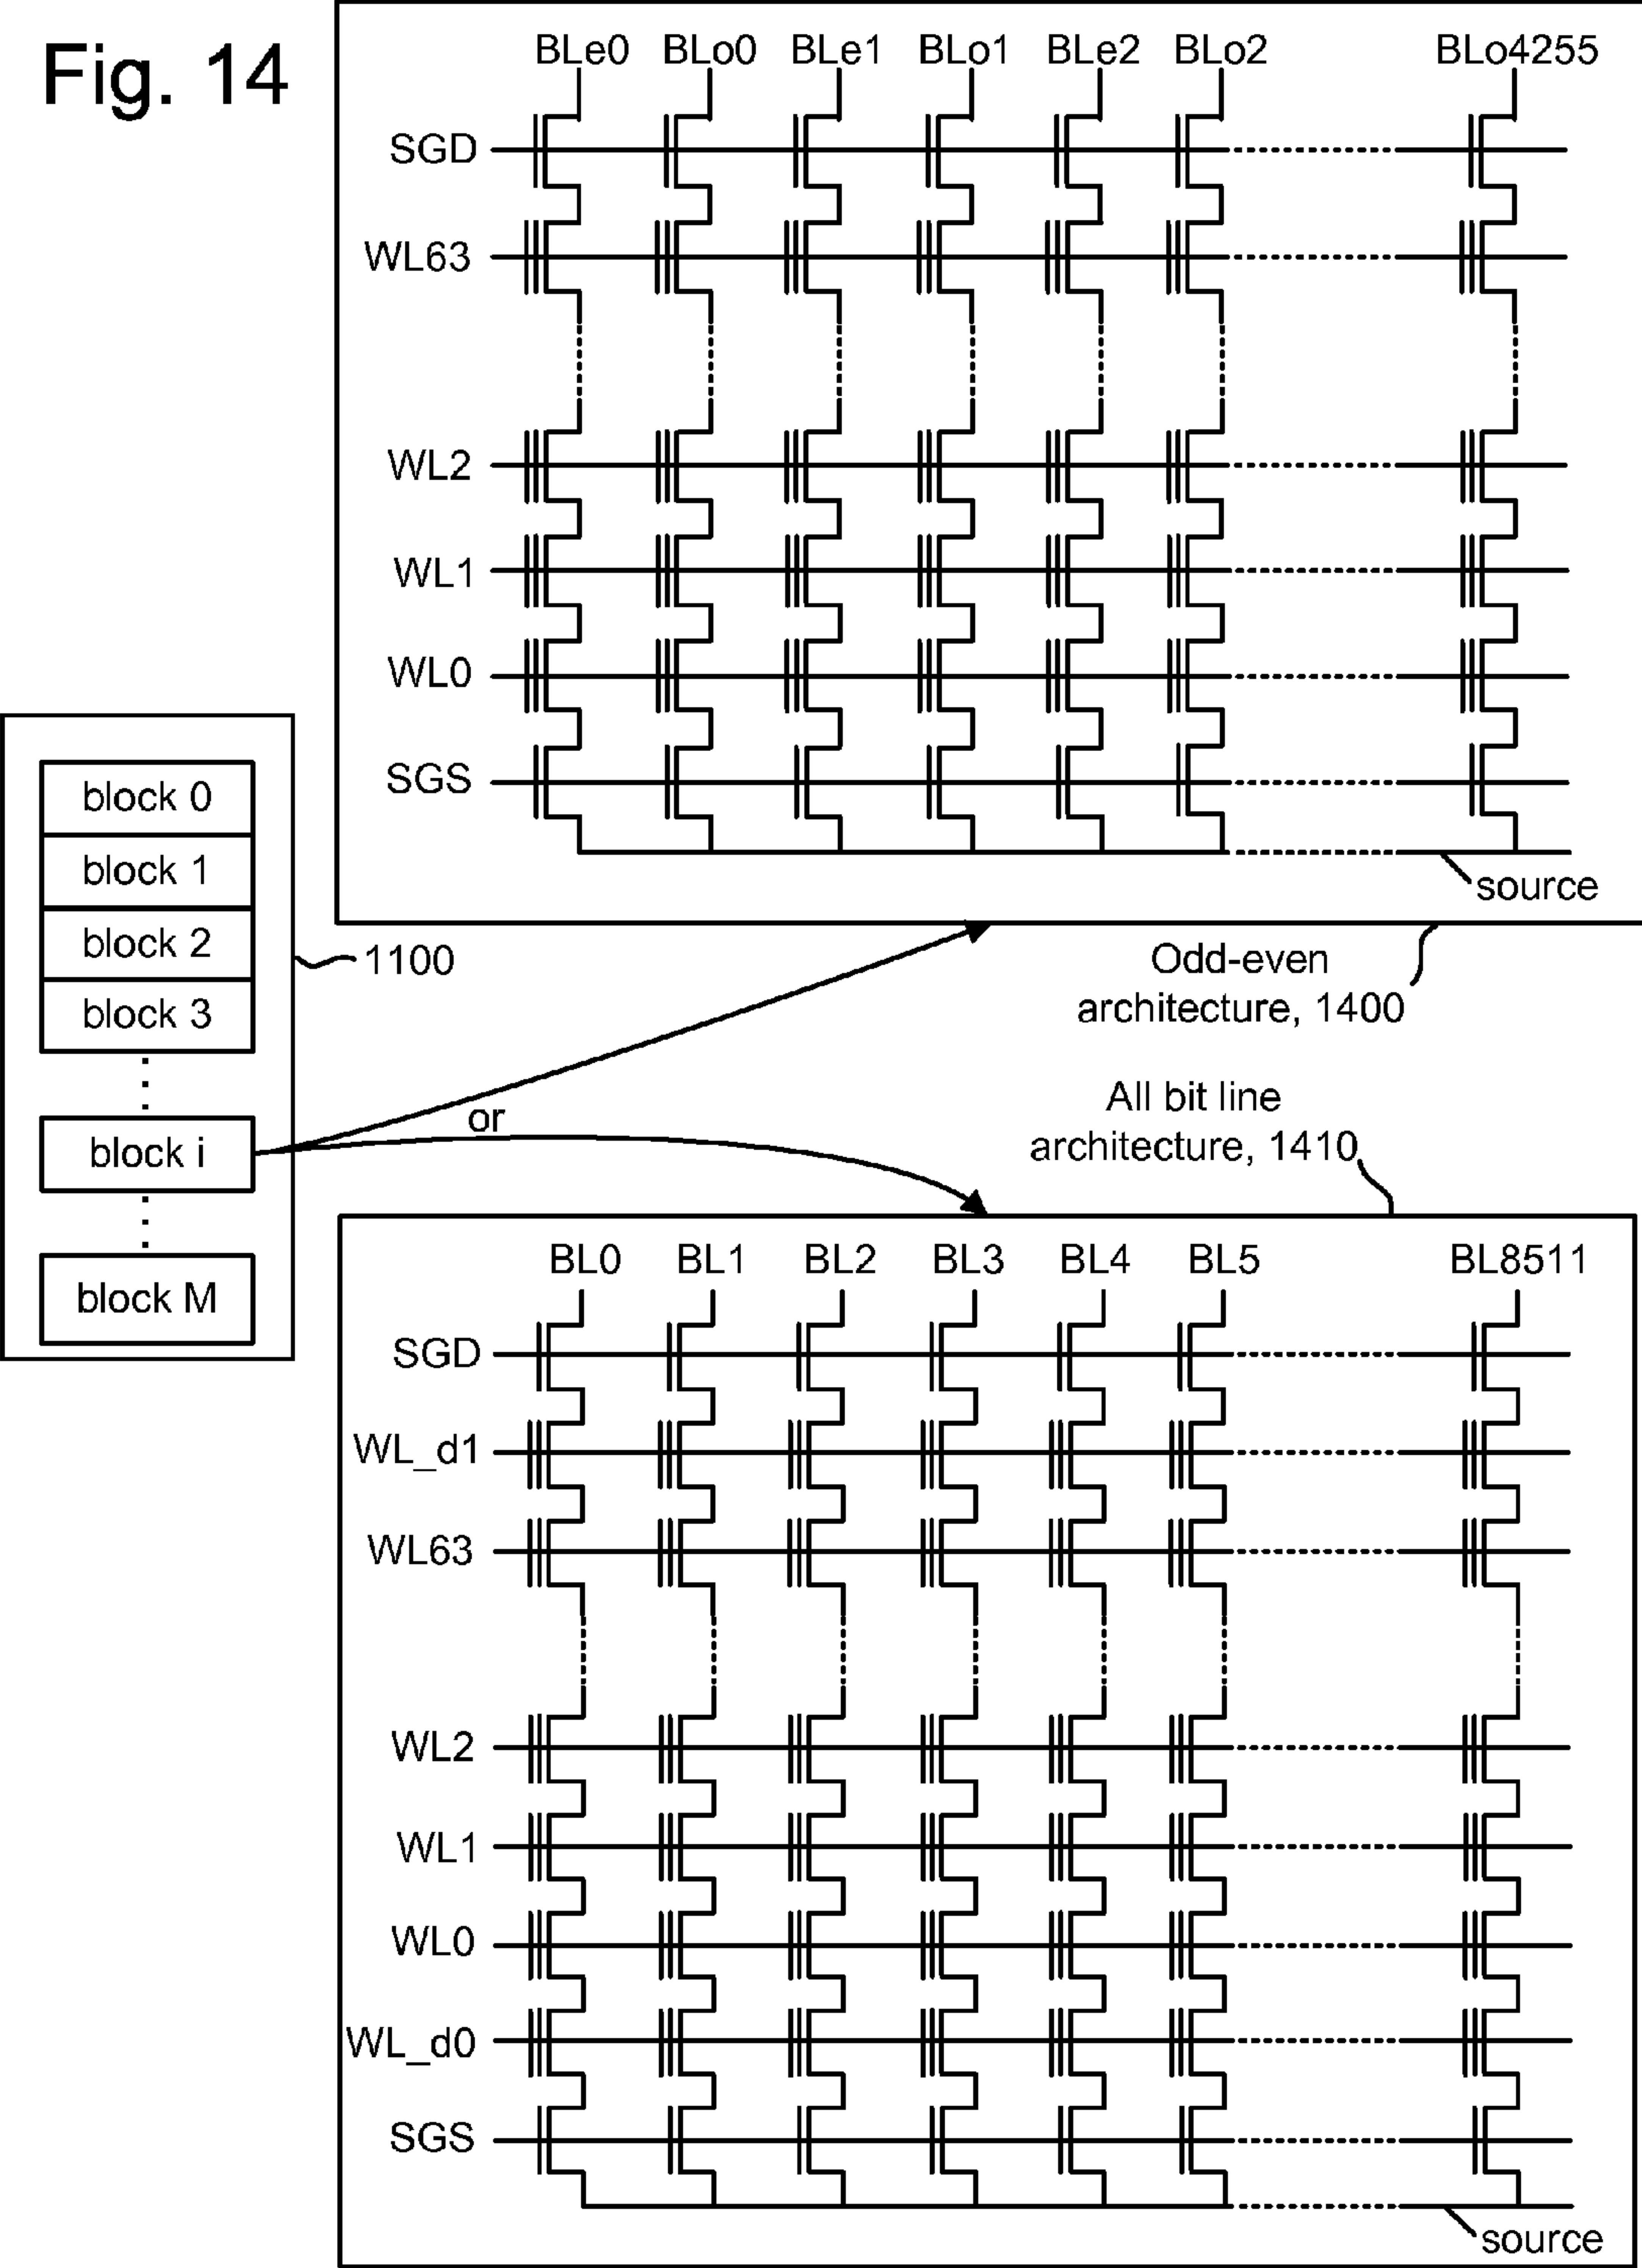 Fig. 14
BLe0 BLo0 BLe1 BLo1 BLe2 BLo2 BLo4255
SGD
WL63
WL2
WL1
WL0
SGS
source
block 0
block 1
block 2
block 3
block i
block M
1100
or
Odd-even
architecture, 1400
All bit line
architecture, 1410
BL0 BL1 BL2 BL3 BL4 BL5 BL8511
SGD
WL_d1
WL63
WL2
WL1
WL0
WL_d0
SGS
source